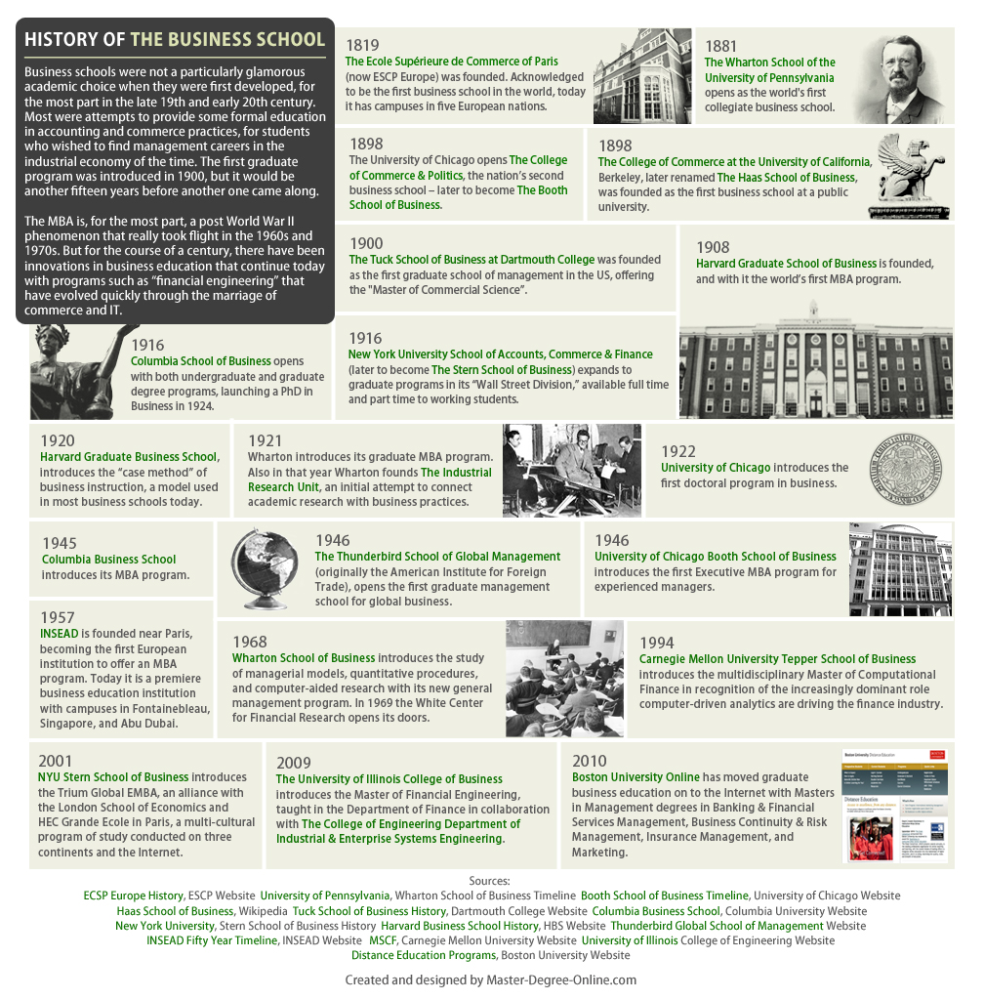 HISTORY OF THE BUSINESS SCHOOL
Business schools were not a particularly glamorous
academic choice when they were first developed, for
the most part in the late 19th and early 20th century.
Most were attempts to provide some formal education
in accounting and commerce practices, for students
who wished to find management careers in the
industrial economy of the time. The first graduate
program was introduced in 1900, but it would be
another fifteen years before another one came along.
The MBA is, for the most part, a post World War II
phenomenon that really took flight in the 1960s and
1970s. But for the course of a century, there have been
innovations in business education that continue today
with programs such as “financial engineering” that
have evolved quickly through the marriage of
commerce and IT.
1819
The Ecole Supérieure de Commerce of Paris
(now ESCP Europe) was founded. Acknowledged
to be the first business school in the world, today
it has campuses in five European nations.
1881
The Wharton School of the
University of Pennsylvania
opens as the world's first
collegiate business school.
1898
The University of Chicago opens The College
of Commerce & Politics, the nation’s second
business school – later to become The Booth
School of Business.
1898
The College of Commerce at the University of California,
Berkeley, later renamed The Haas School of Business,
was founded as the first business school at a public
university.
1900
The Tuck School of Business at Dartmouth College was founded
as the first graduate school of management in the US, offering
the "Master of Commercial Science”.
1908
Harvard Graduate School of Business is founded,
and with it the world’s first MBA program.
1916
Columbia School of Business opens
with both undergraduate and graduate
degree programs, launching a PhD in
Business in 1924.
1916
New York University School of Accounts, Commerce & Finance
(later to become The Stern School of Business) expands to
graduate programs in its “Wall Street Division,” available full time
and part time to working students.
1920
Harvard Graduate Business School,
introduces the “case method” of
business instruction, a model used
in most business schools today.
1921
Wharton introduces its graduate MBA program.
Also in that year Wharton founds The Industrial
Research Unit, an initial attempt to connect
academic research with business practices.
1922
University of Chicago introduces the
first doctoral program in business.
1945
Columbia Business School
introduces its MBA program.
1946
The Thunderbird School of Global Management
(originally the American Institute for Foreign
Trade), opens the first graduate management
school for global business.
1946
University of Chicago Booth School of Business
introduces the first Executive MBA program for
experienced managers.
1957
INSEAD is founded near Paris,
becoming the first European
institution to offer an MBA
program. Today it is a premiere
business education institution
with campuses in Fontainebleau,
Singapore, and Abu Dubai.
1968
Wharton School of Business introduces the study
of managerial models, quantitative procedures,
and computer-aided research with its new general
management program. In 1969 the White Center
for Financial Research opens its doors.
1994
Carnegie Mellon University Tepper School of Business
introduces the multidisciplinary Master of Computational
Finance in recognition of the increasingly dominant role
computer-driven analytics are driving the finance industry.
2001
NYU Stern School of Business introduces
the Trium Global EMBA, an alliance with
the London School of Economics and
HEC Grande Ecole in Paris, a multi-cultural
program of study conducted on three
continents and the Internet.
2009
The University of Illinois College of Business
introduces the Master of Financial Engineering,
taught in the Department of Finance in collaboration
with The College of Engineering Department of
Industrial & Enterprise Systems Engineering.
2010
Boston University Online has moved graduate
business education on to the Internet with Masters
in Management degrees in Banking & Financial
Services Management, Business Continuity & Risk
Management, Insurance Management, and
Marketing.
Boston University Distance Education
Distance Education
Sources:
ECSP Europe History, ESCP Website University of Pennsylvania, Wharton School of Business Timeline Booth School of Business Timeline, University of Chicago Website
Haas School of Business, Wikipedia Tuck School of Business History, Dartmouth College Website Columbia Business School, Columbia University Website
New York University, Stern School of Business History Harvard Business School History, HBS Website Thunderbird Global School of Management Website
INSEAD Fifty Year Timeline, INSEAD Website MSCF, Carnegie Mellon University Website University of Illinois College of Engineering Website
Distance Education Programs, Boston University Website
Created and designed by Master-Degree-Online.com